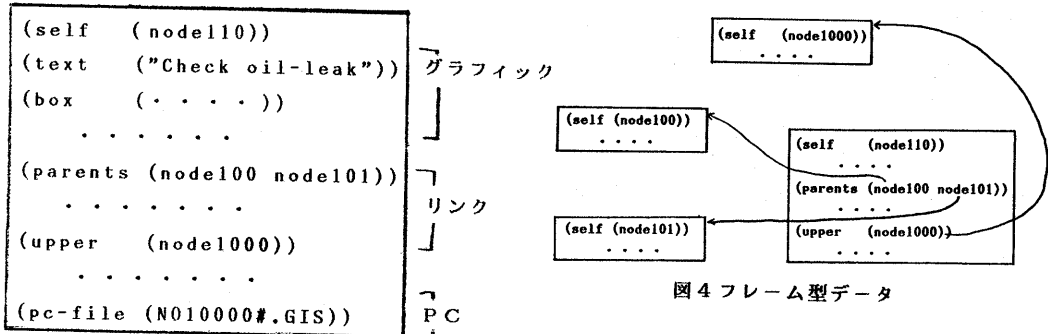 (self (node110))
(text ("Check oil-leak"))
(box (・・・・))
・・・・・・
(parents (node100 node101))
・・・・・・・
(upper (node1000))
・・・・・・・
(pc-file (N010000#.GIS))
グラフィック
リンク
PC
(self (node1000))
・・・・
(self (node100))
・・・・
(self (node101))
・・・・
(self (node110))
・・・・
(parents (node100 node101))
・・・・
(upper (node1000))
・・・・
図4フレーム型データ